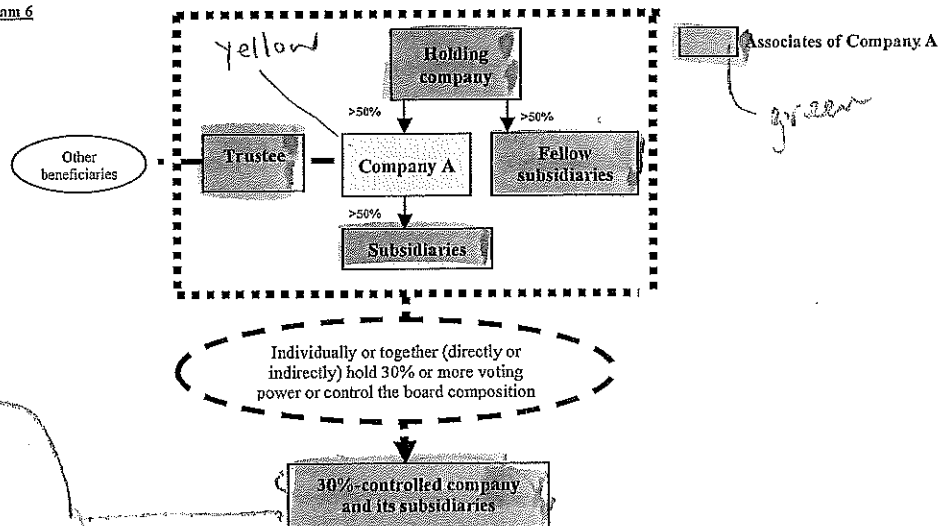 am 6
yellow
Holding
company
Associates of Company A
green
>50%
>50%
Other
beneficiaries
Trustee
Company A
Fellow
subsidiaries
>50%
Subsidiaries
Individually or together (directly or
indirectly) hold 30% or more voting
power or control the board composition
30%-controlled company
and its subsidiaries